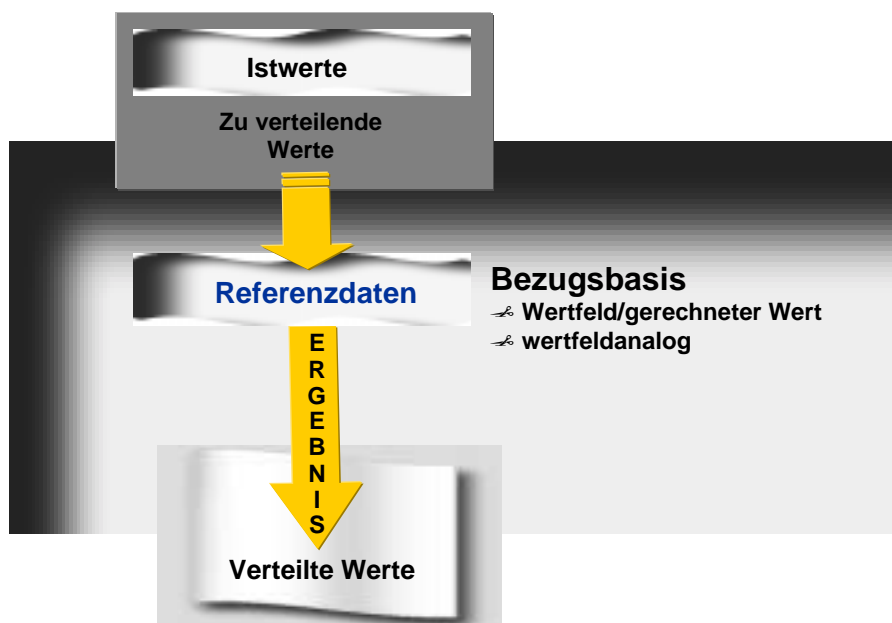 Istwerte
Zu verteilende
Werte
Referenzdaten
Bezugsbasis
Wertfeld/gerechneter Wert
wertfeldanalog
E
R
G
E
B
N
I
S
Verteilte Werte